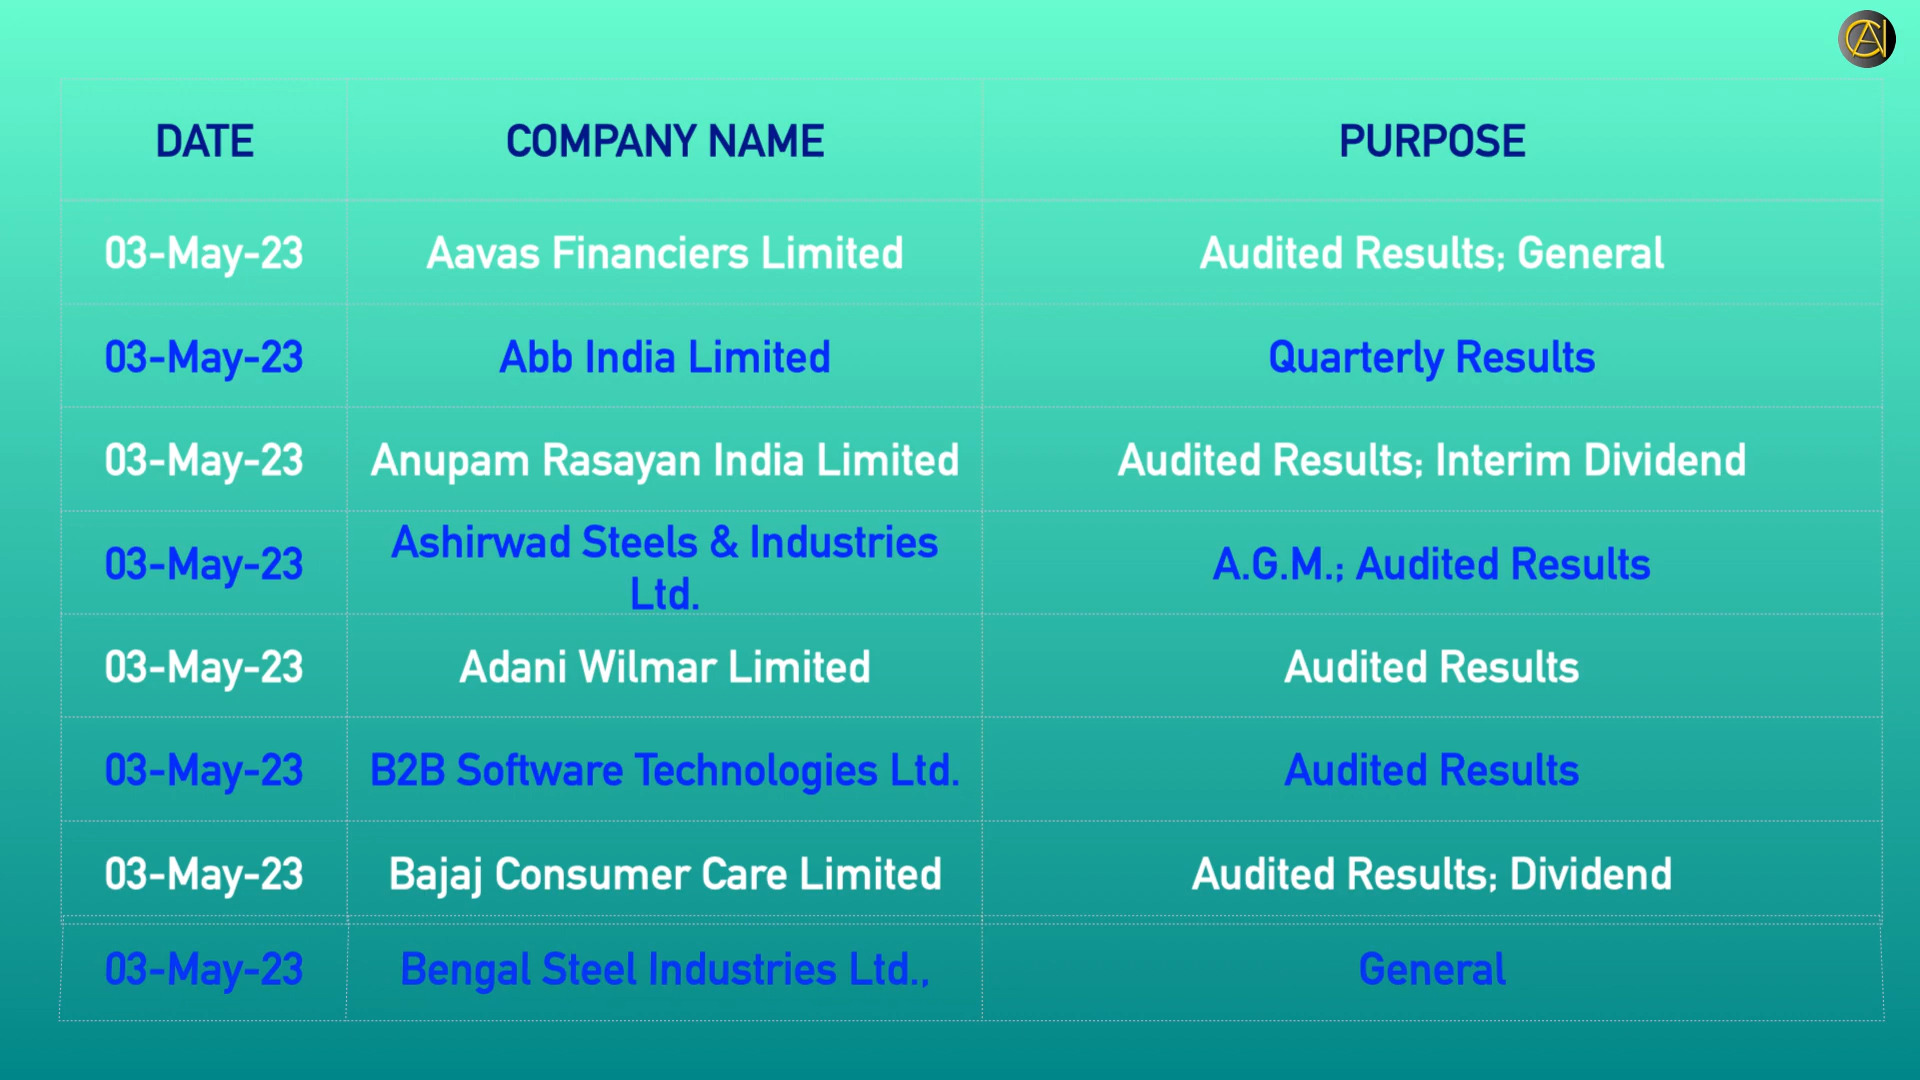 DATE COMPANY NAME PURPOSE
03-May-23 Aavas Financiers Limited Audited Results; General
03-May-23 Abb India Limited Quarterly Results
03-May-23 Anupam Rasayan India Limited Audited Results; Interim Dividend
03-May-23 Ashirwad Steels & Industries
Ltd. A.G.M.; Audited Results
03-May-23 Adani Wilmar Limited Audited Results
03-May-23 B2B Software Technologies Ltd. Audited Results
03-May-23 Bajaj Consumer Care Limited Audited Results; Dividend
03-May-23 Bengal Steel Industries Ltd., General